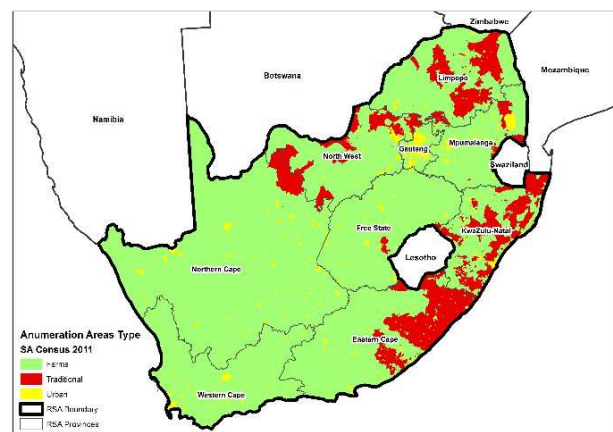 Zimbabwe
Botswana
Limpopo
Mozambique
Namibia
North West
Gauteng
Mpumalanga
Swaziland
Free State
KwaZulu-Natal
Lesotho
Northern Cape
Eastern Cape
Western Cape
Anumeration Areas Type
SA Census 2011
Farms
Traditional
Urban
RSA Boundary
RSA Provinces